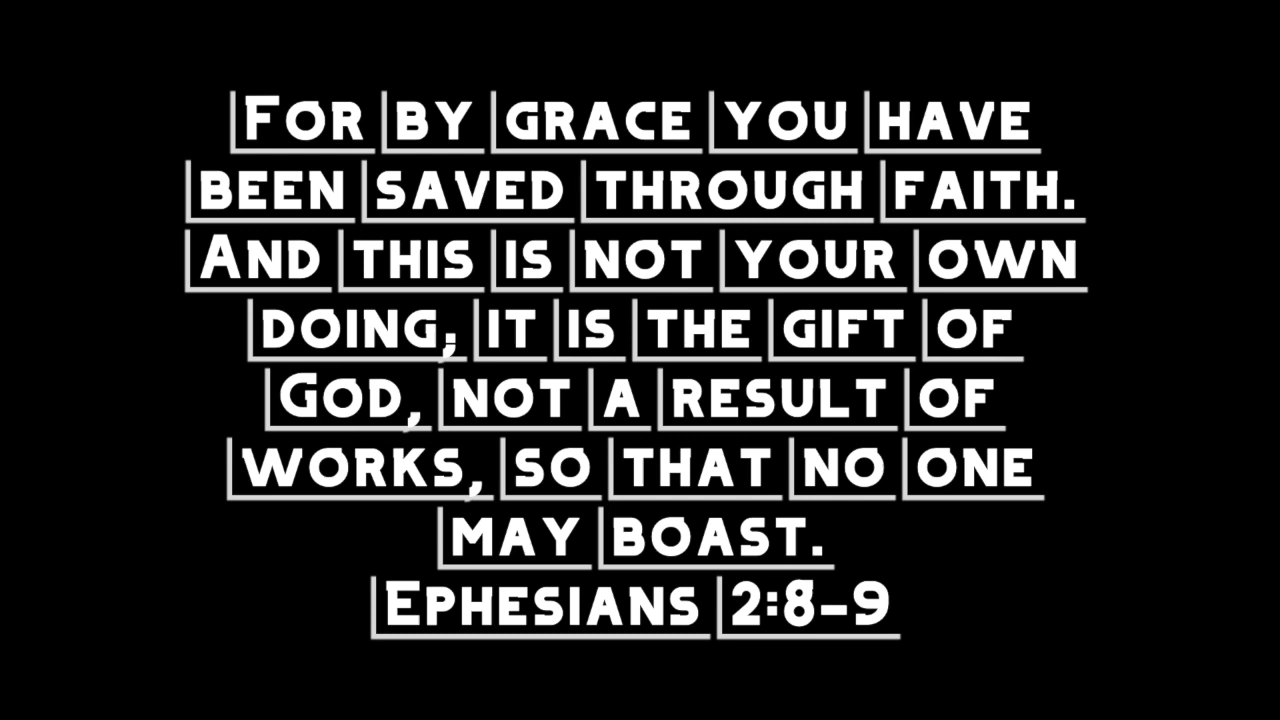 For by grace you have
been saved through faith.
And this is not your own
doing; it is the gift of
God, not a result of
works, so that no one
may boast.
Ephesians 2:8-9